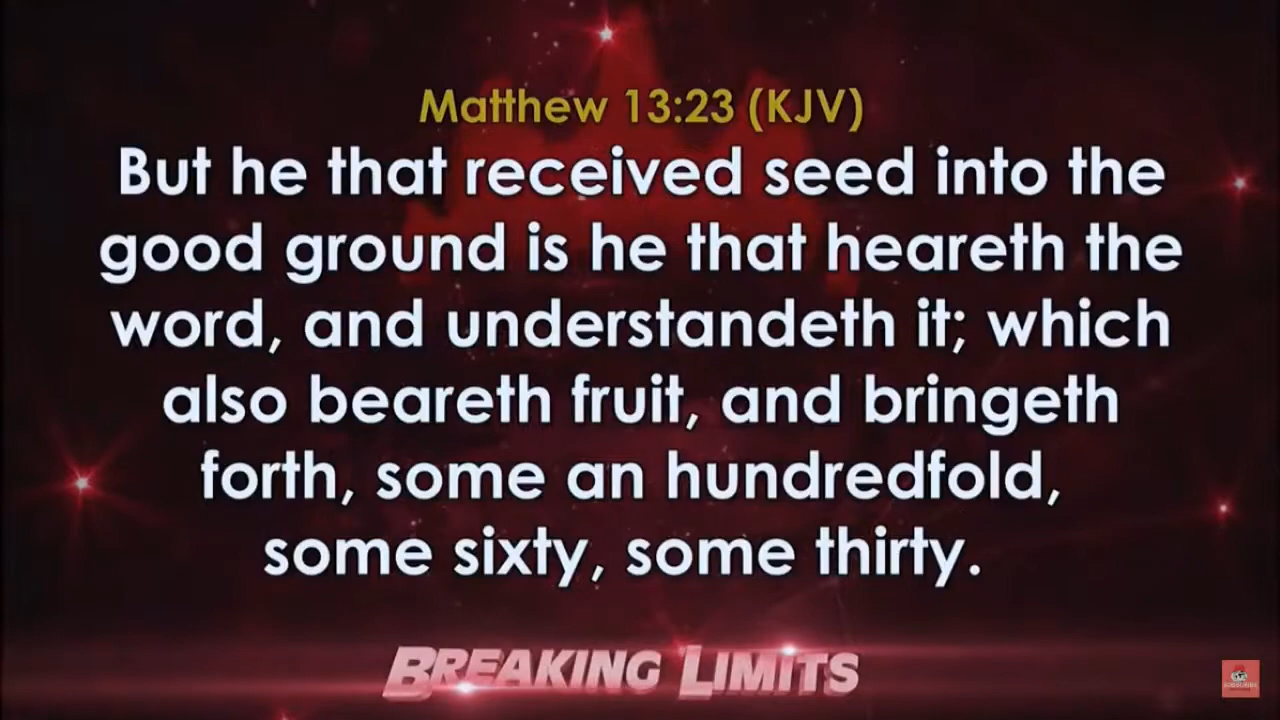 Matthew 13:23 (KJV)
But he that received seed into the
good ground is he that heareth the
word, and understandeth it; which
also beareth fruit, and bringeth
forth, some an hundredfold,
some sixty, some thirty.
BREAKING LIMITS